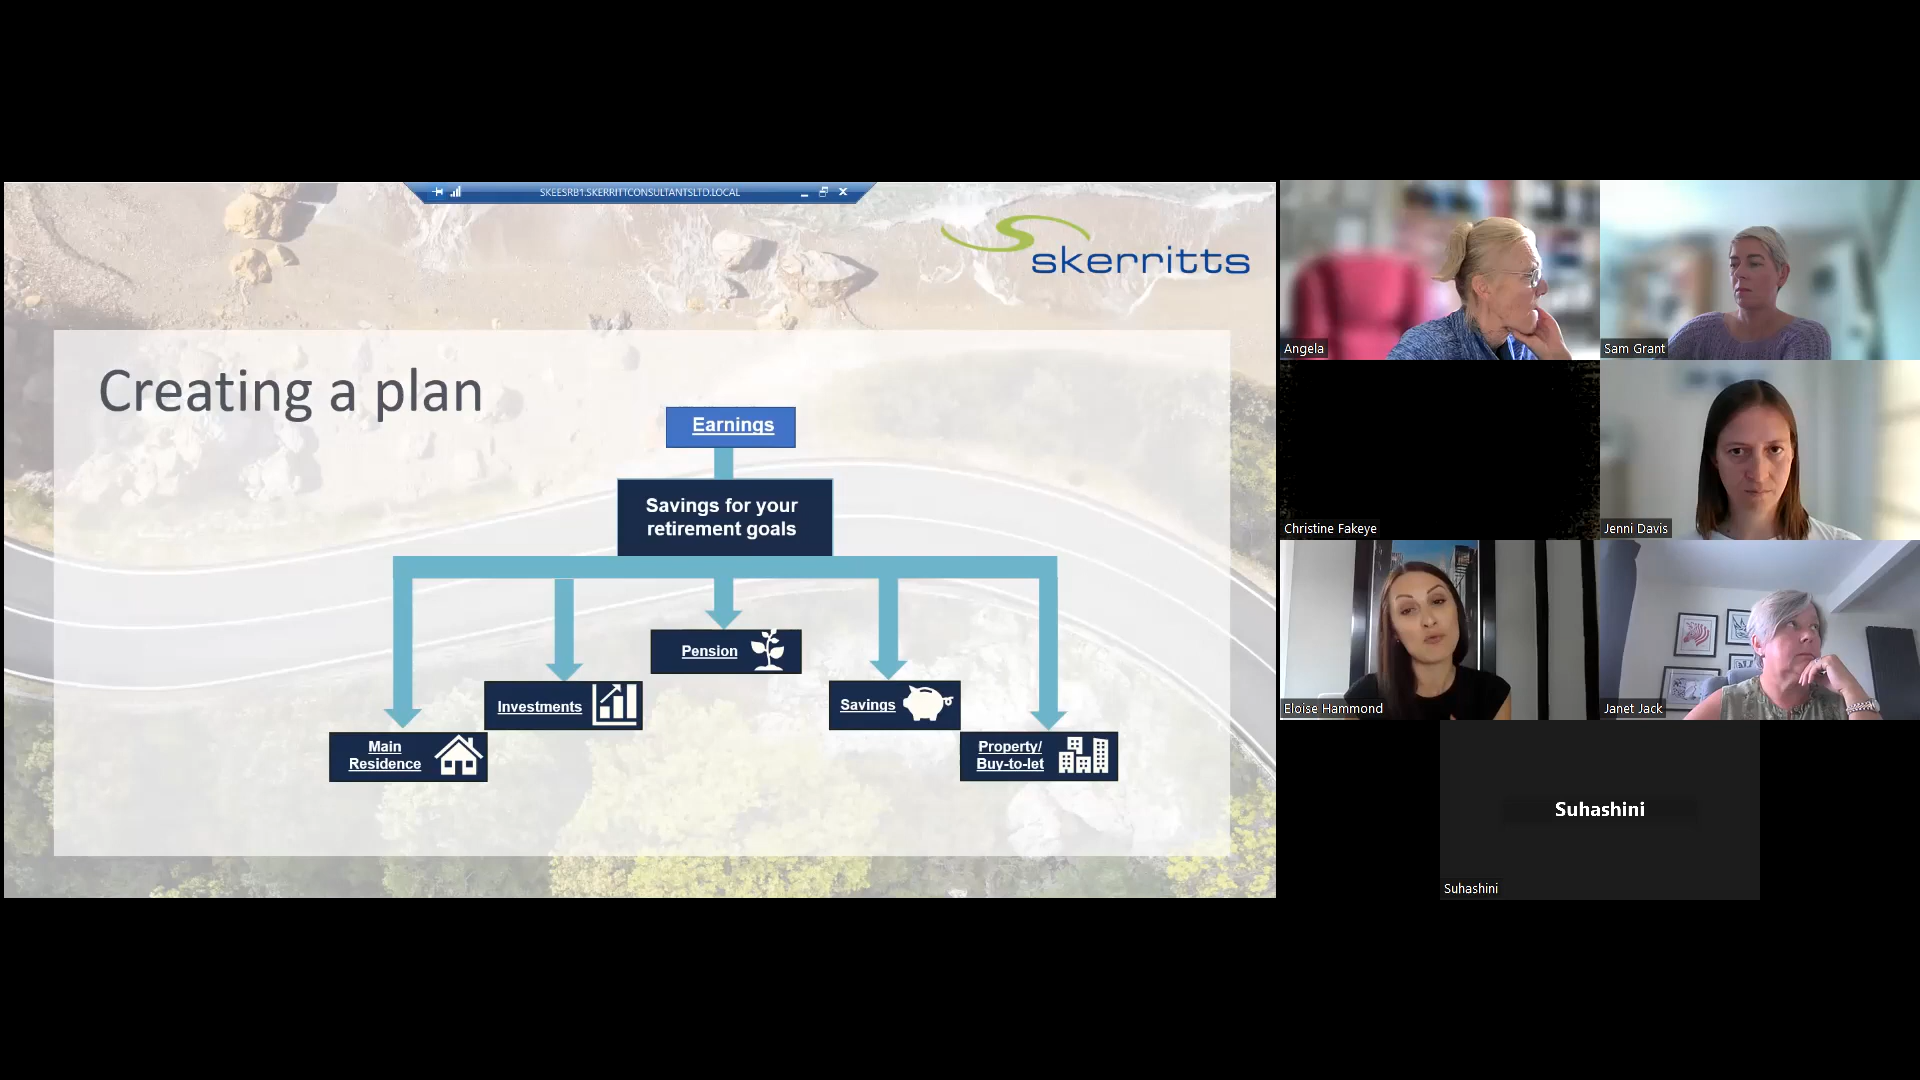 SKEESRB1.SKERRITTCONSULTANTSLTD.LOCAL
skerritts
Creating a plan
Earnings
Savings for your
retirement goals
Pension
Investments
Savings
Main
Residence
Property/
Buy-to-let
Angela
Sam Grant
Christine Fakeye
Jenni Davis
Eloise Hammond
Janet Jack
Suhashini
Suhashini